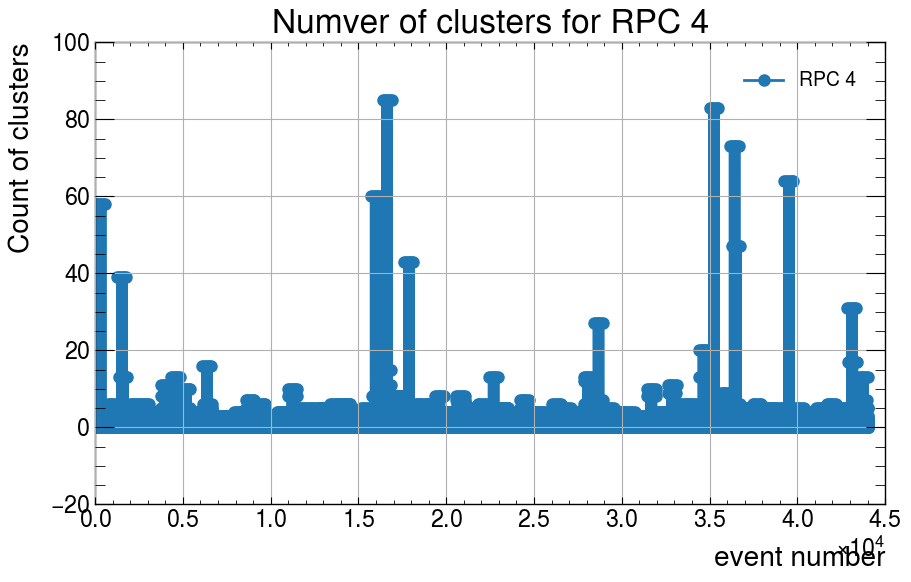 Numver of clusters for RPC 4
Count of clusters
100
80
60
40
20
0
−20
RPC 4
0.0 0.5 1.0 1.5 2.0 2.5 3.0 3.5 4.0 4.5
×10⁴
event number